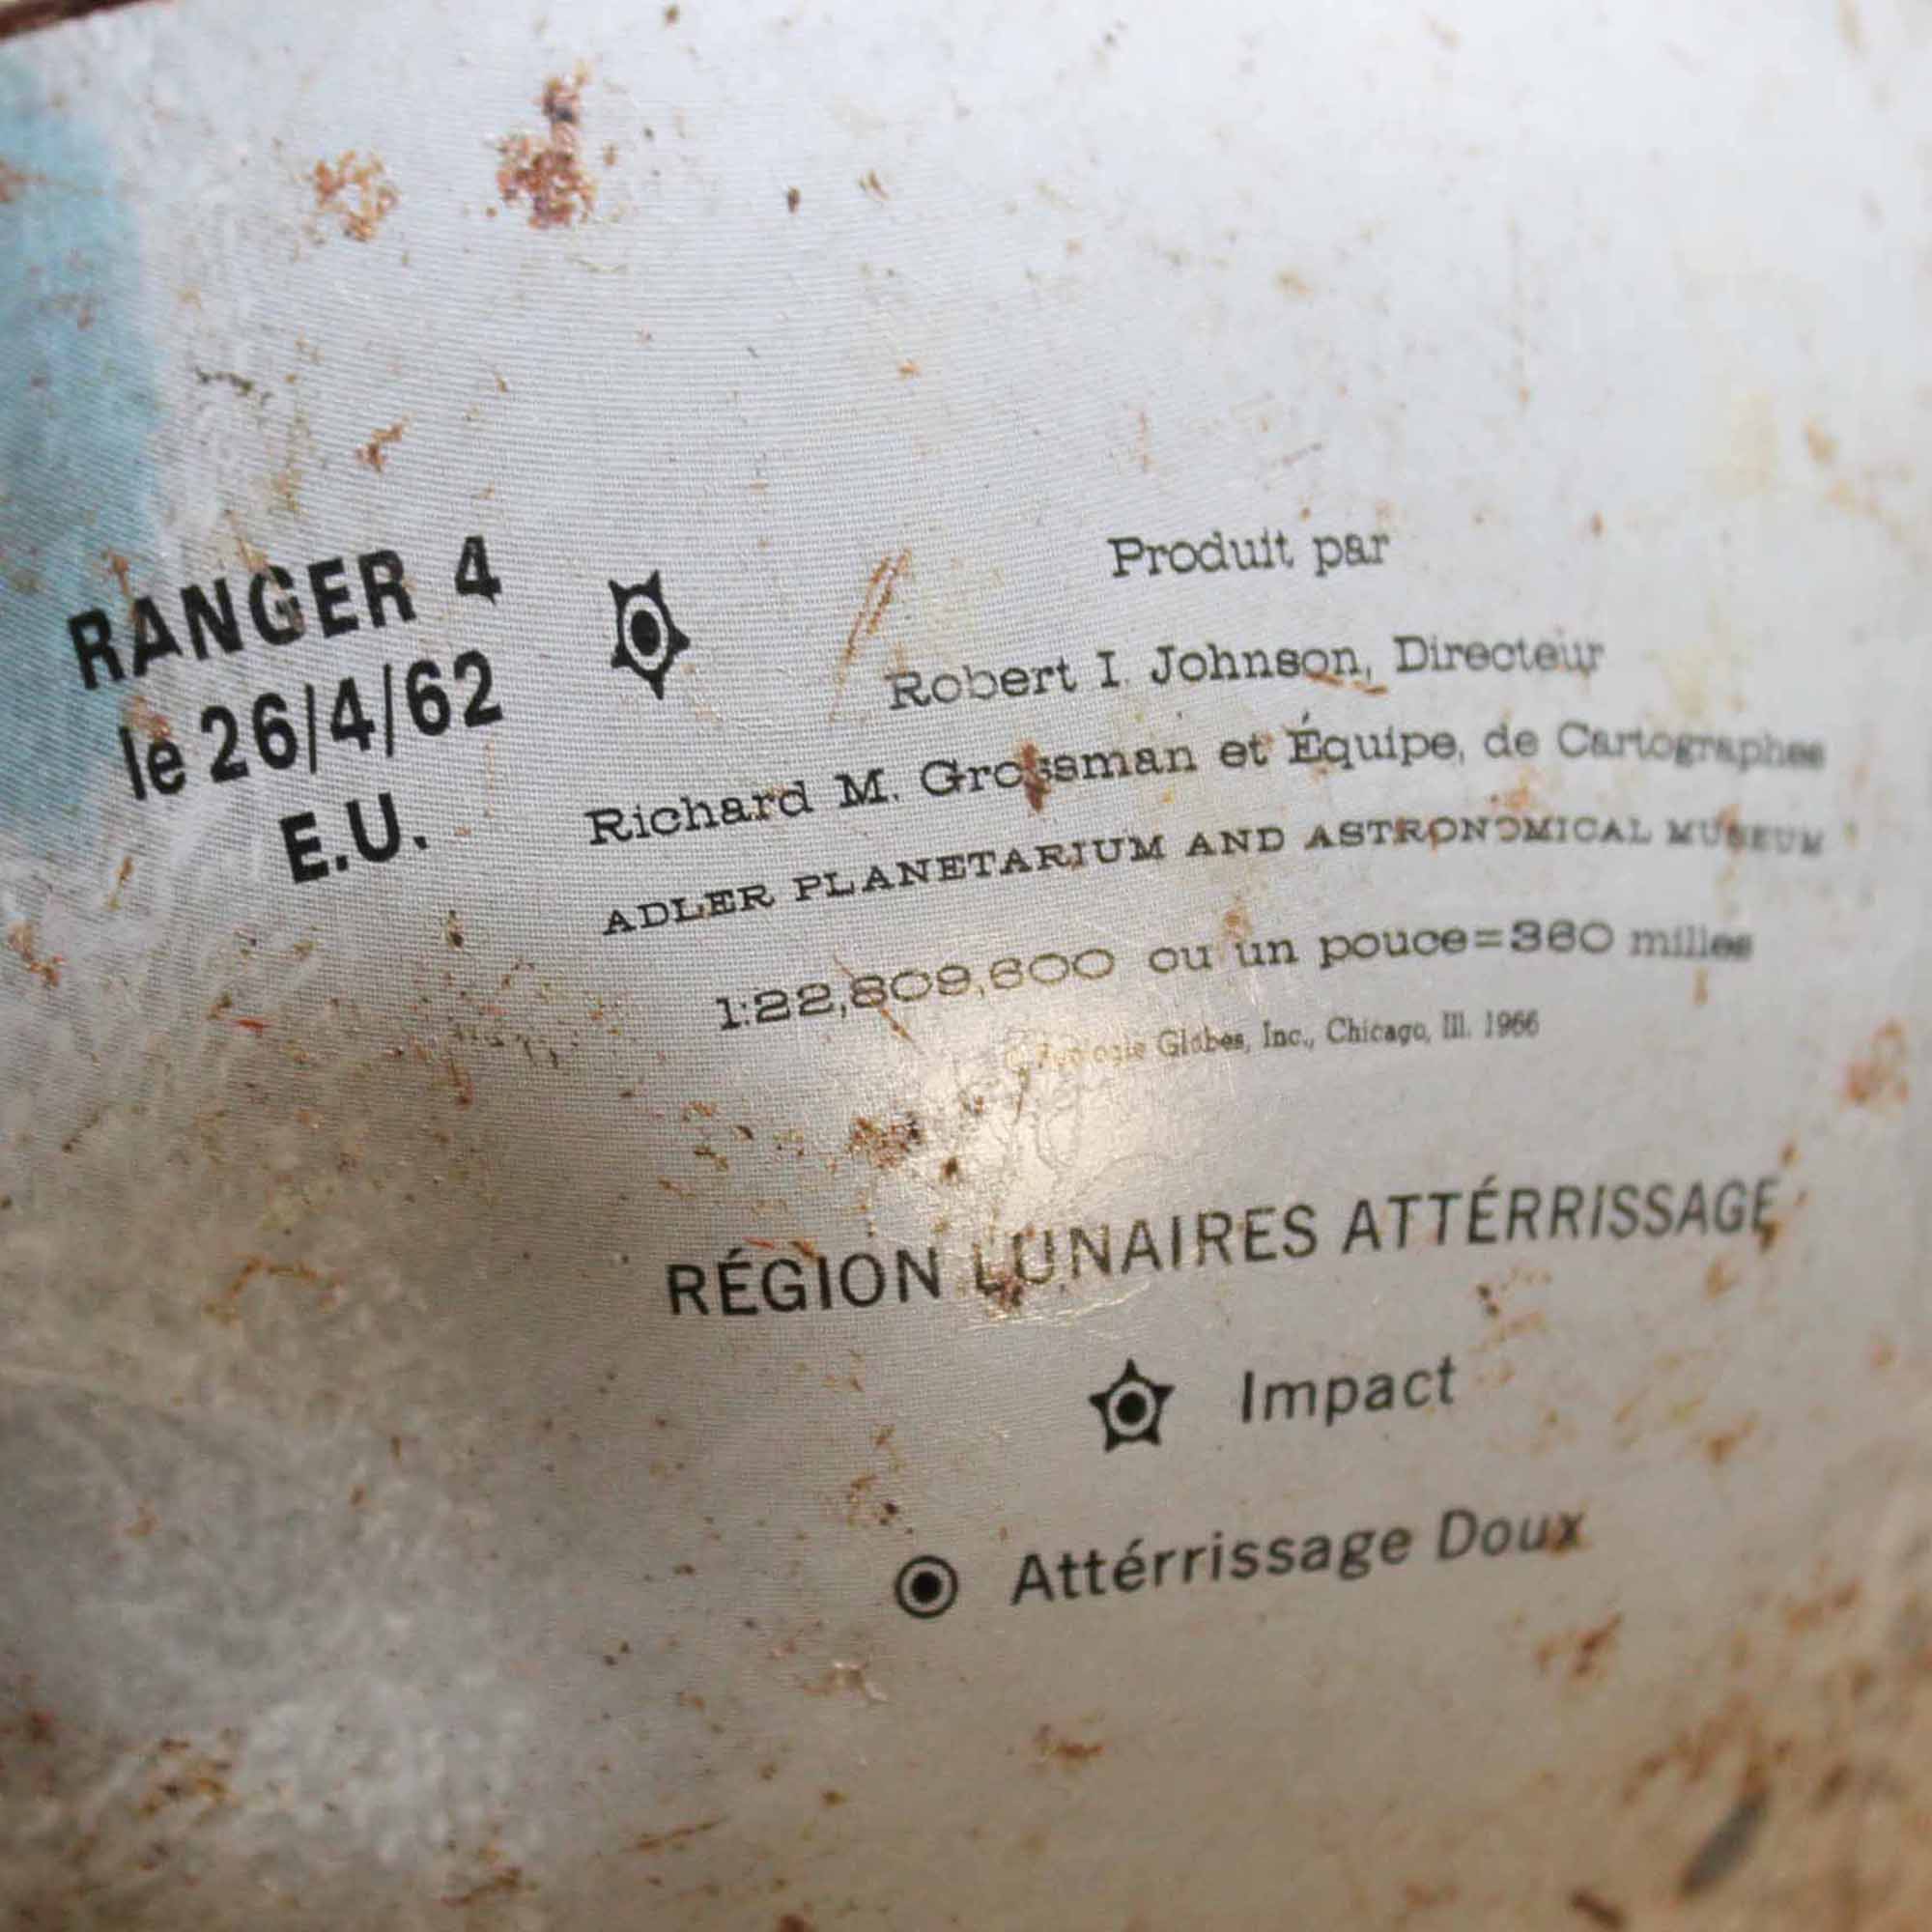 RANGER 4
le 26/4/62
E.U.
Produit par
Robert I. Johnson, Directeur
Richard M. Grossman et Équipe, de Cartographes
ADLER PLANETARIUM AND ASTRONOMICAL MUSEUM
1:22,809,600 ou un pouce=360 milles
Globes, Inc., Chicago, Ill. 1966
RÉGION LUNAIRES ATTÉRRISSAGE
Impact
Attérrissage Doux